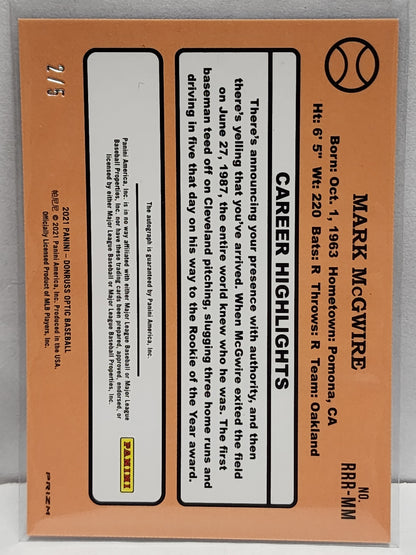 NO.
RRR-MM
MARK McGWIRE
Born: Oct. 1, 1963 Hometown: Pomona, CA
Ht: 6' 5" Wt: 220 Bats: R Throws: R Team: Oakland
CAREER HIGHLIGHTS
There's announcing your presence with authority, and then
there's yelling that you've arrived. When McGwire exited the field
on June 27, 1987, the entire world knew who he was. The first
baseman teed off on Cleveland pitching, slugging three home runs and
driving in five that day on his way to the Rookie of the Year award.
The autograph is guaranteed by Panini America, Inc.
Panini America, Inc. is in no way affiliated with either Major League Baseball or Major League
Baseball Properties, Inc. nor have these trading cards been prepared, approved, endorsed, or
licensed by either Major League Baseball or Major League Baseball Properties, Inc.
PANINI
2021 PANINI – DONRUSS OPTIC BASEBALL
帕尼尼 © 2021 Panini America, Inc. Produced in the USA.
Officially Licensed Product of MLB Players, Inc.
PRIZM
2/5